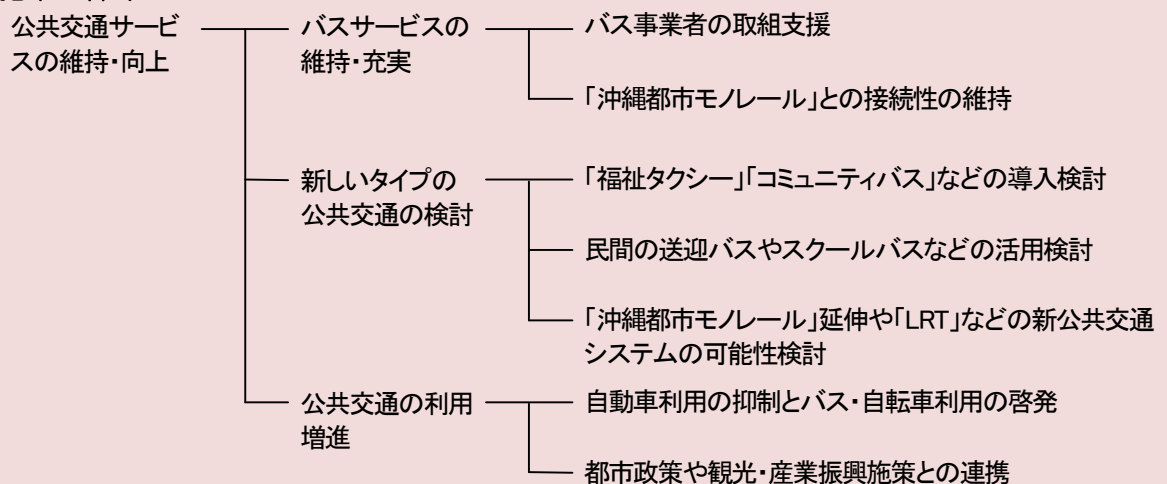 公共交通サービ
スの維持・向上
バスサービスの
維持・充実
バス事業者の取組支援
「沖縄都市モノレール」との接続性の維持
新しいタイプの
公共交通の検討
「福祉タクシー」「コミュニティバス」などの導入検討
民間の送迎バスやスクールバスなどの活用検討
「沖縄都市モノレール」延伸や「LRT」などの新公共交通
システムの可能性検討
公共交通の利用
増進
自動車利用の抑制とバス・自転車利用の啓発
都市政策や観光・産業振興施策との連携